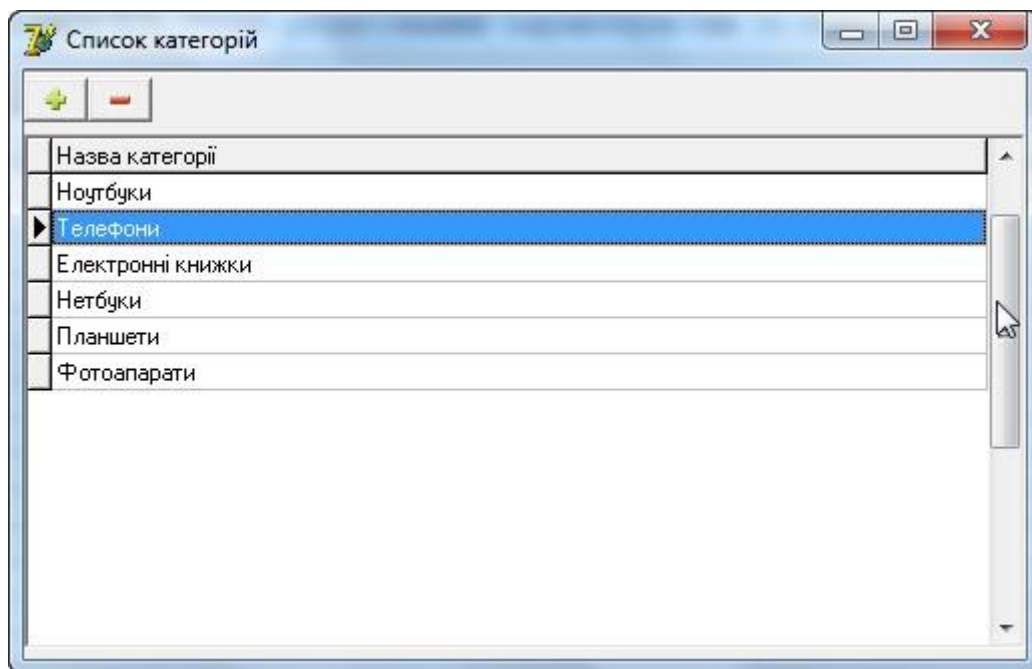 Список категорій
Назва категорії
Ноутбуки
Телефони
Електронні книжки
Нетбуки
Планшети
Фотоапарати